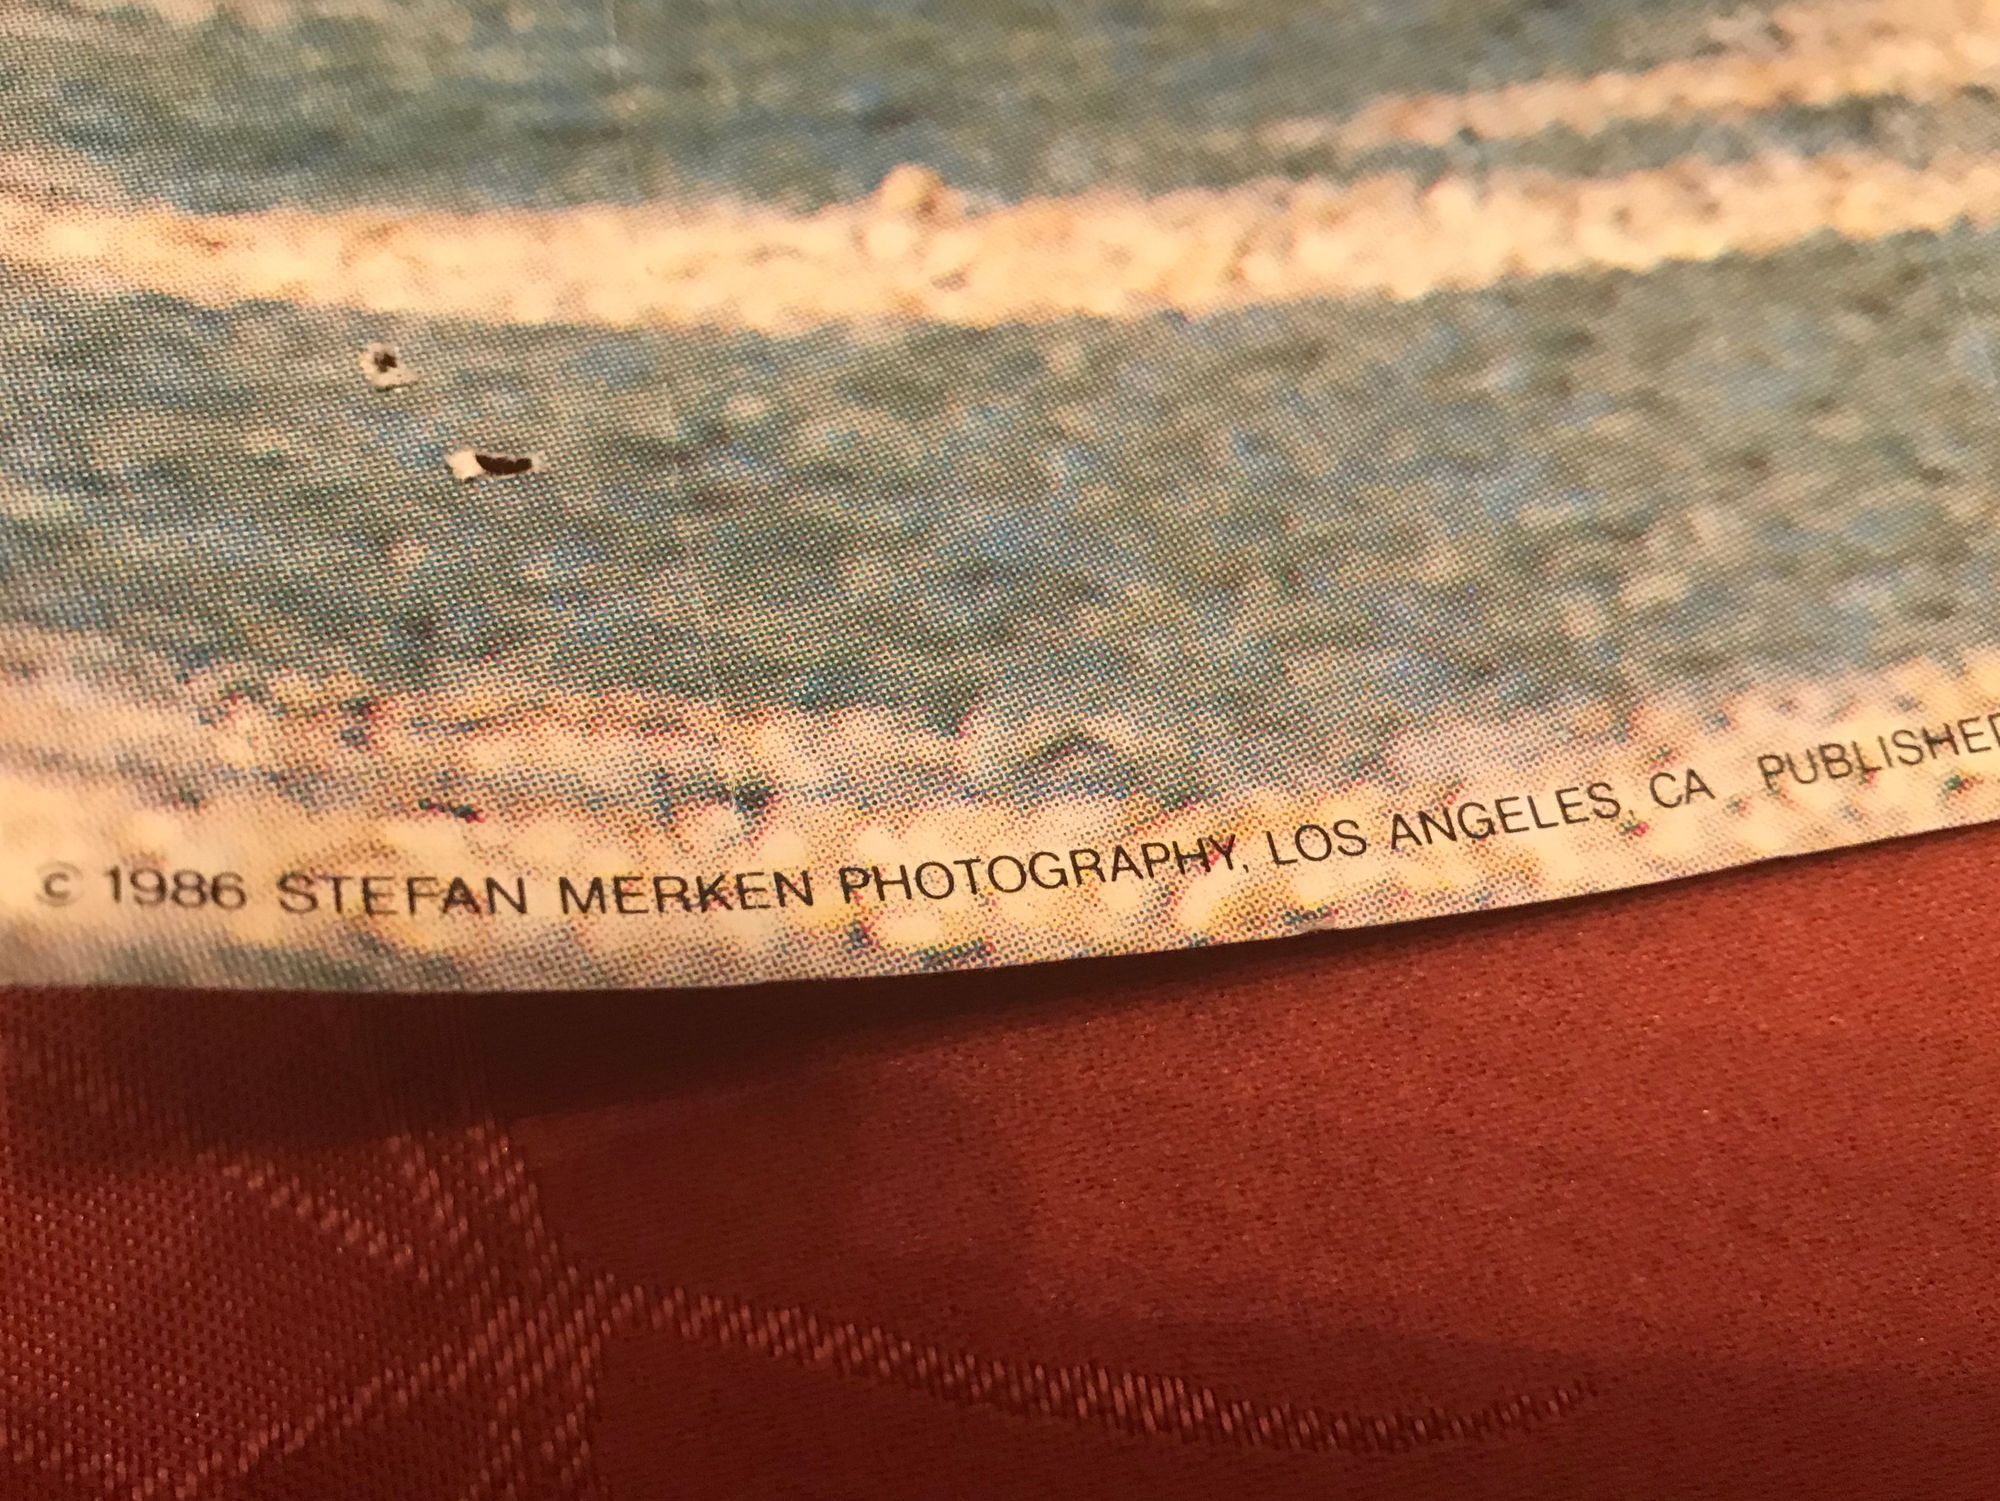 © 1986 STEFAN MERKEN PHOTOGRAPHY, LOS ANGELES, CA PUBLISHED